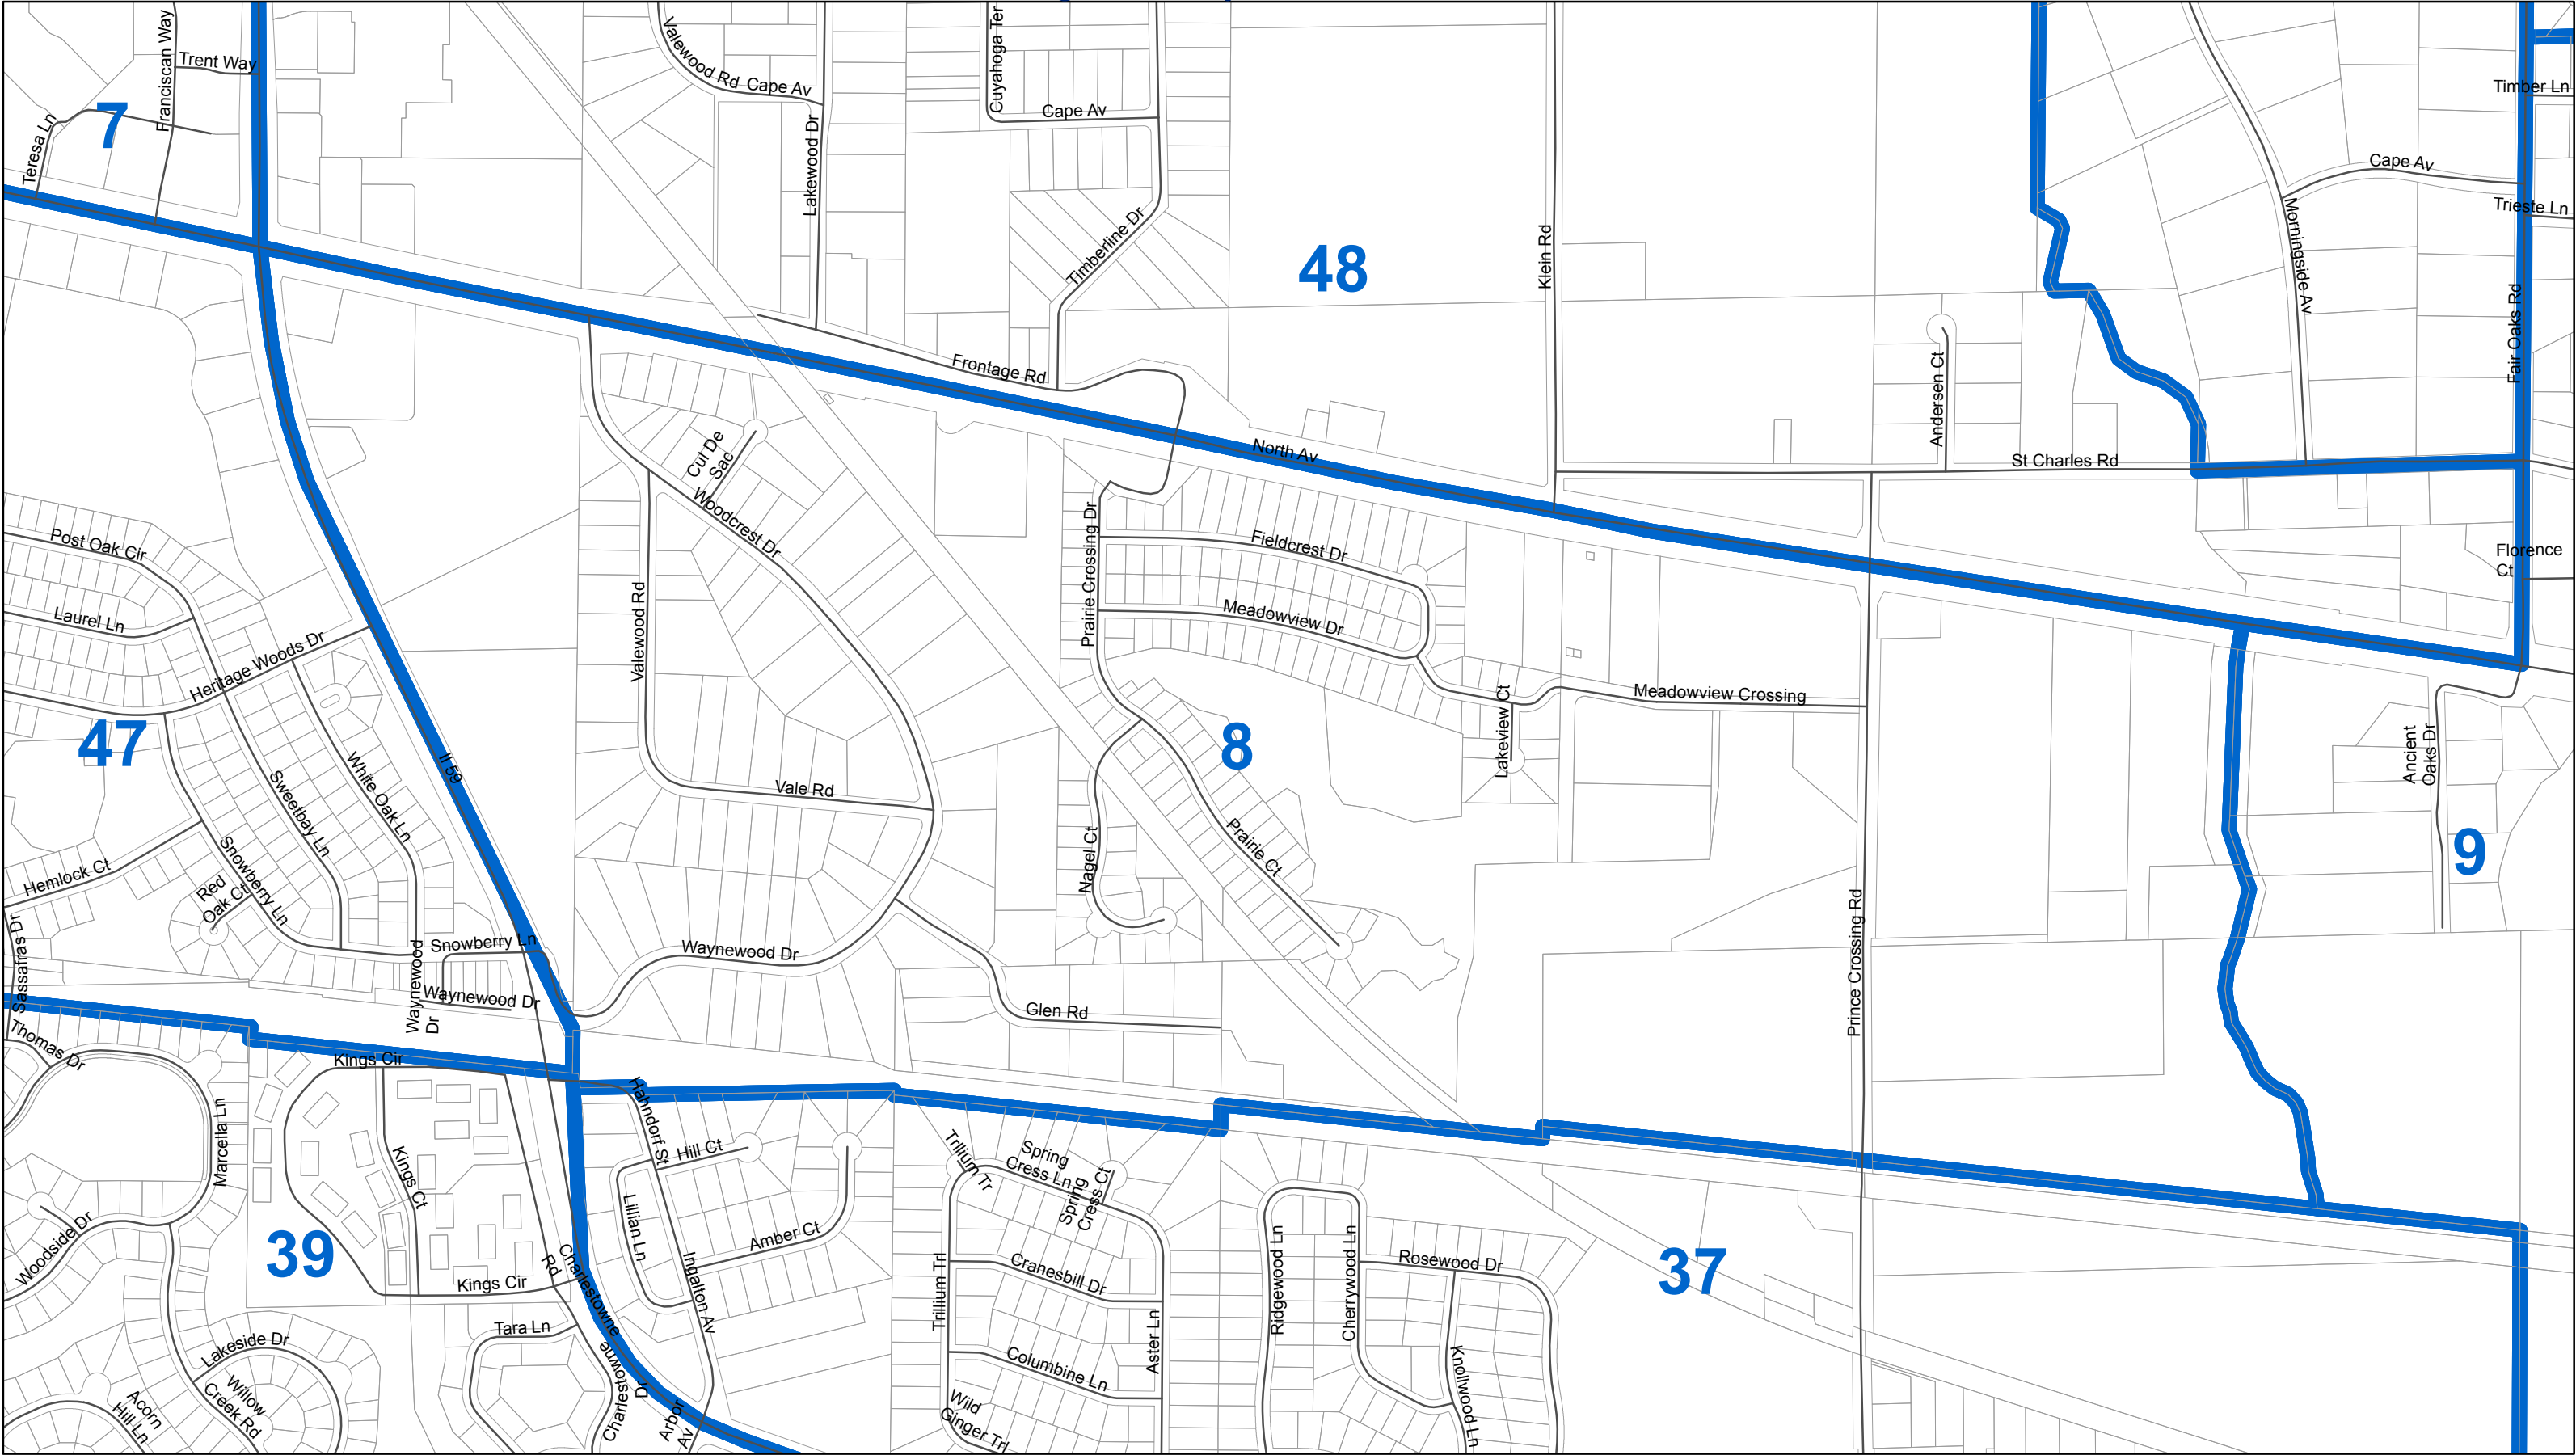 Franciscan Way
Trent Way
7
Teresa Ln
Valewood Rd
Cape Av
Lakewood Dr
Cuyahoga Ter
Cape Av
Timberline Dr
48
Klein Rd
Timber Ln
Cape Av
Trieste Ln
Morningside Av
Fair Oaks Rd
Frontage Rd
Andersen Ct
North Av
St Charles Rd
Cul De
Sac
Woodcrest Dr
Post Oak Cir
Laurel Ln
Heritage Woods Dr
Valewood Rd
Prairie Crossing Dr
Fieldcrest Dr
Meadowview Dr
Florence
Ct
Meadowview Crossing
Lakeview Ct
47
8
Il 59
White Oak Ln
Sweetbay Ln
Vale Rd
Ancient
Oaks Dr
9
Snowberry Ln
Hemlock Ct
Red
Oak Ct
Nagel Ct
Prairie Ct
Prince Crossing Rd
Sassafras Dr
Snowberry Ln
Waynewood Dr
Waynewood
Dr
Waynewood Dr
Glen Rd
Thomas Dr
Kings Cir
Marcella Ln
Kings Ct
Hahndorf St
Hill Ct
Lillian Ln
Amber Ct
Trillium Tr
Spring
Cress Ln
Spring
Cress Ct
Woodside Dr
39
Kings Cir
Rd
Charlestowne
Ingalton Av
Trillium Trl
Cranesbill Dr
Ridgewood Ln
Cherrywood Ln
Rosewood Dr
37
Tara Ln
Lakeside Dr
Charlestowne
Dr
Columbine Ln
Aster Ln
Knollwood Ln
Willow
Creek Rd
Acorn
Hill Ln
Arbor
Av
Wild
Ginger Trl